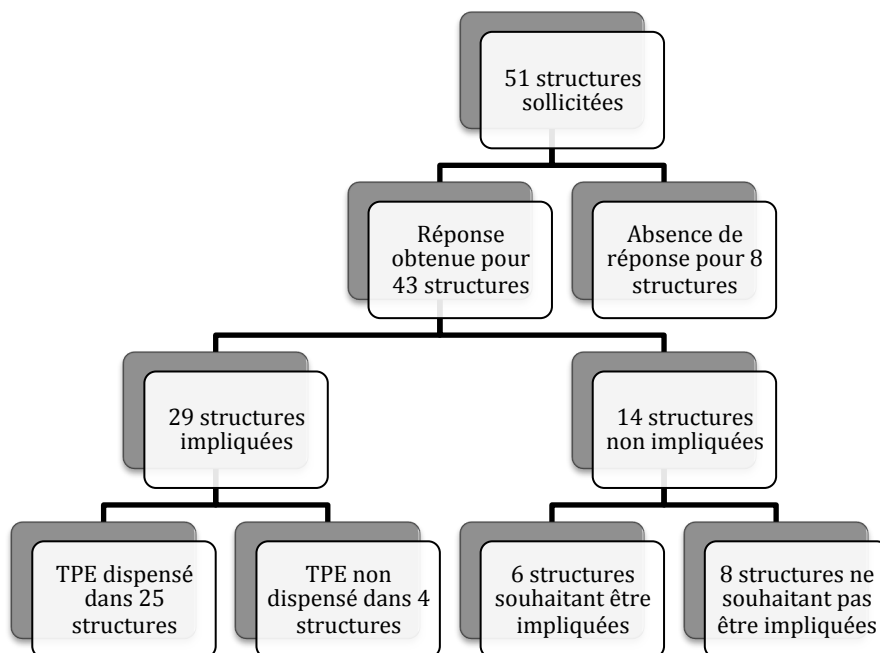 51 structures
sollicitées
Réponse
obtenue pour
43 structures
Absence de
réponse pour 8
structures
29 structures
impliquées
14 structures
non impliquées
TPE dispensé
dans 25
structures
TPE non
dispensé dans 4
structures
6 structures
souhaitant être
impliquées
8 structures ne
souhaitant pas
être impliquées